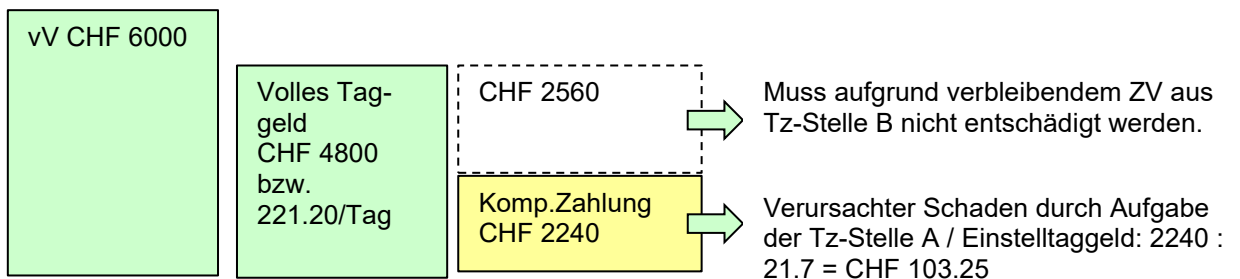 vV CHF 6000
Volles Tag-
geld
CHF 4800
bzw.
221.20/Tag
CHF 2560
Muss aufgrund verbleibendem ZV aus
Tz-Stelle B nicht entschädigt werden.
Komp.Zahlung
CHF 2240
Verursachter Schaden durch Aufgabe
der Tz-Stelle A / Einstelltaggeld: 2240 :
21.7 = CHF 103.25